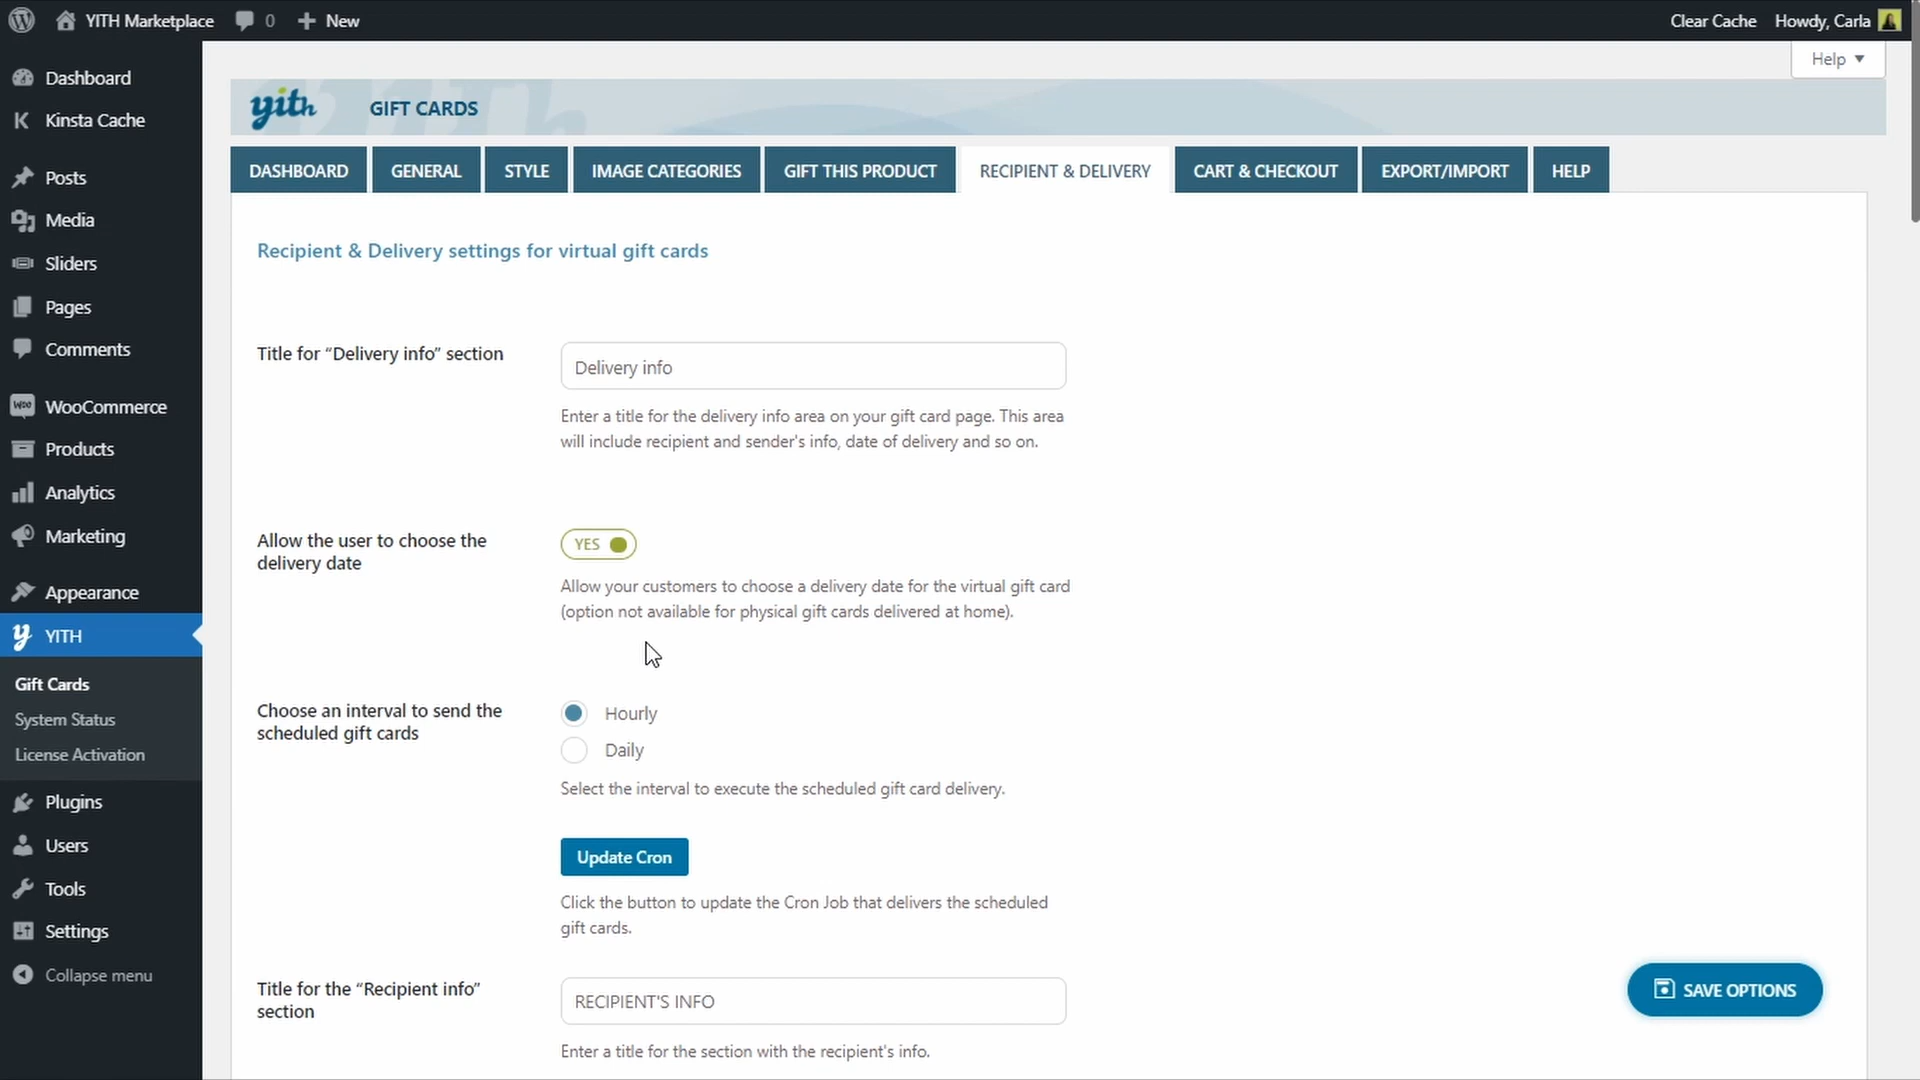 YITH Marketplace
0
New
Clear Cache
Howdy, Carla
Help
Dashboard
Kinsta Cache
Posts
Media
Sliders
Pages
Comments
WooCommerce
Products
Analytics
Marketing
Appearance
YITH
Gift Cards
System Status
License Activation
Plugins
Users
Tools
Settings
Collapse menu
yith
GIFT CARDS
DASHBOARD
GENERAL
STYLE
IMAGE CATEGORIES
GIFT THIS PRODUCT
RECIPIENT & DELIVERY
CART & CHECKOUT
EXPORT/IMPORT
HELP
Recipient & Delivery settings for virtual gift cards
Title for “Delivery info” section
Delivery info
Enter a title for the delivery info area on your gift card page. This area
will include recipient and sender's info, date of delivery and so on.
Allow the user to choose the
delivery date
YES
Allow your customers to choose a delivery date for the virtual gift card
(option not available for physical gift cards delivered at home).
Choose an interval to send the
scheduled gift cards
Hourly
Daily
Select the interval to execute the scheduled gift card delivery.
Update Cron
Click the button to update the Cron Job that delivers the scheduled
gift cards.
Title for the “Recipient info”
section
RECIPIENT'S INFO
Enter a title for the section with the recipient's info.
SAVE OPTIONS